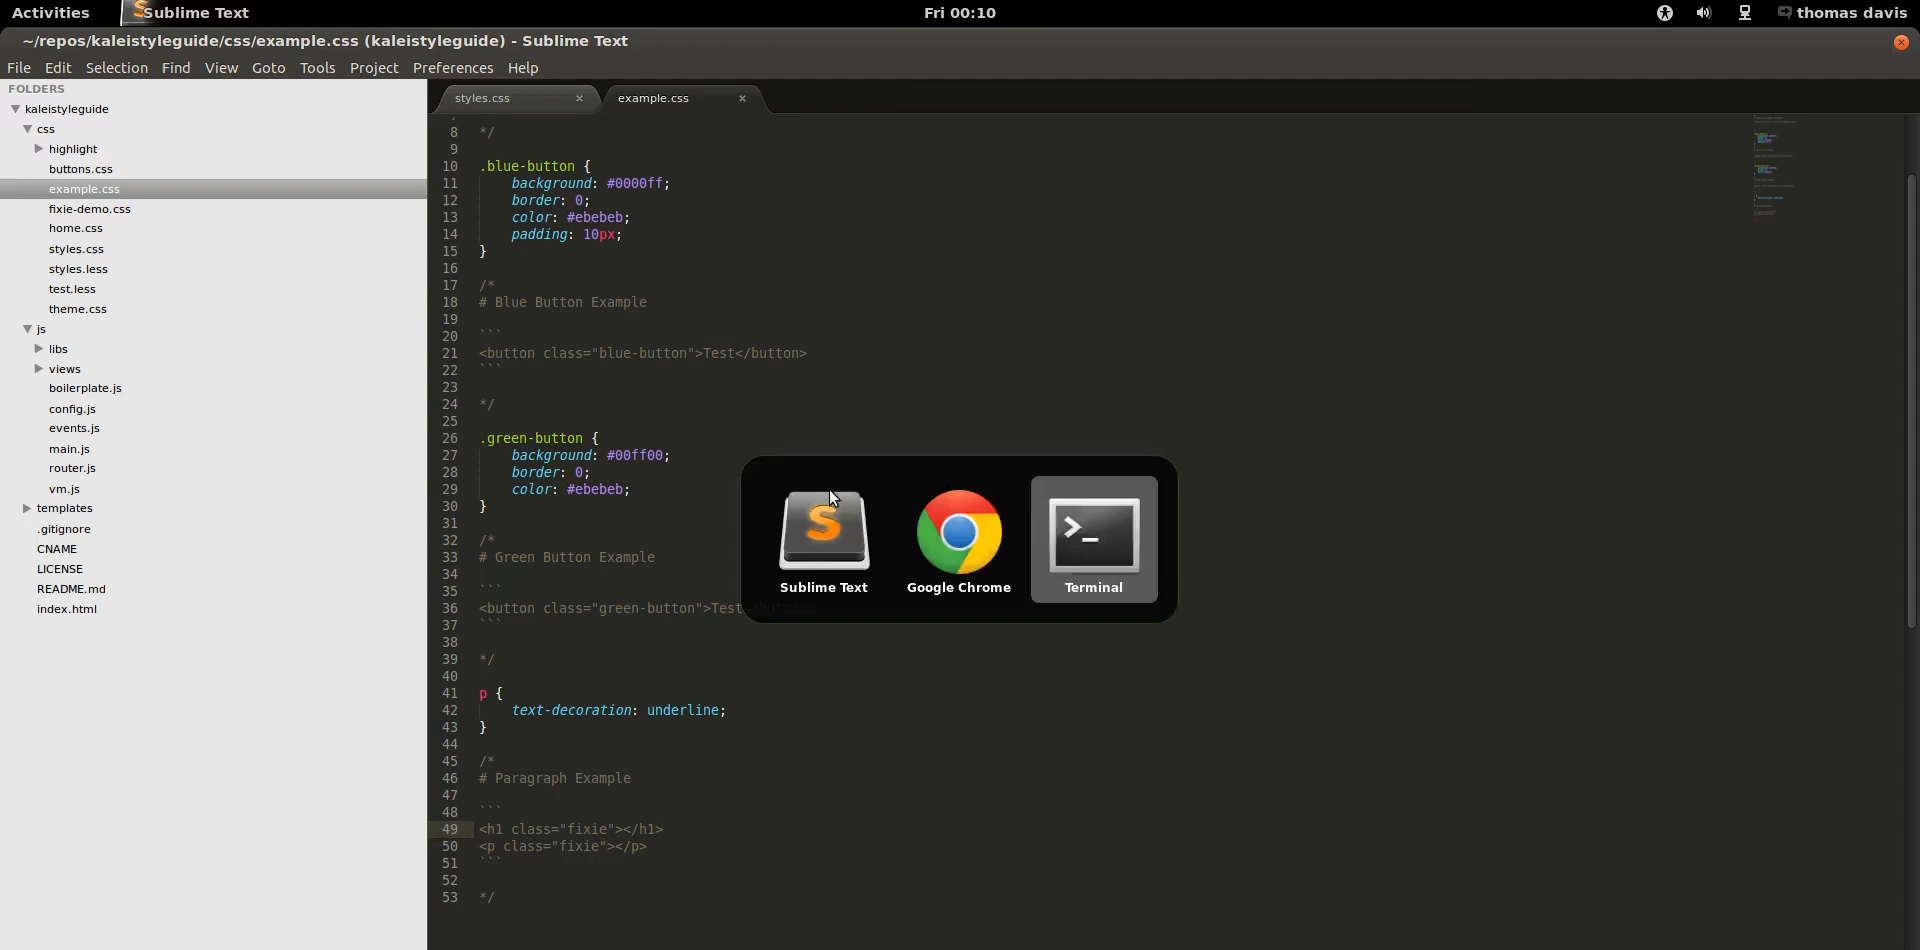 Activities
Sublime Text
Fri 00:10
thomas davis
~/repos/kaleistyleguide/css/example.css (kaleistyleguide) - Sublime Text
File Edit Selection Find View Goto Tools Project Preferences Help
FOLDERS
kaleistyleguide
css
highlight
buttons.css
example.css
fixie-demo.css
home.css
styles.css
styles.less
test.less
theme.css
js
libs
views
boilerplate.js
config.js
events.js
main.js
router.js
vm.js
templates
.gitignore
CNAME
LICENSE
README.md
index.html
styles.css ×
example.css ×
8 */
9
10 .blue-button {
11 background: #0000ff;
12 border: 0;
13 color: #ebebeb;
14 padding: 10px;
15 }
16
17 /*
18 # Blue Button Example
19
20 ```
21 <button class="blue-button">Test</button>
22 ```
23
24 */
25
26 .green-button {
27 background: #00ff00;
28 border: 0;
29 color: #ebebeb;
30 }
31
32 /*
33 # Green Button Example
34
35 ```
36 <button class="green-button">Test
37 ```
38
39 */
40
41 p {
42 text-decoration: underline;
43 }
44
45 /*
46 # Paragraph Example
47
48 ```
49 <h1 class="fixie"></h1>
50 <p class="fixie"></p>
51 ```
52
53 */
Sublime Text
Google Chrome
Terminal